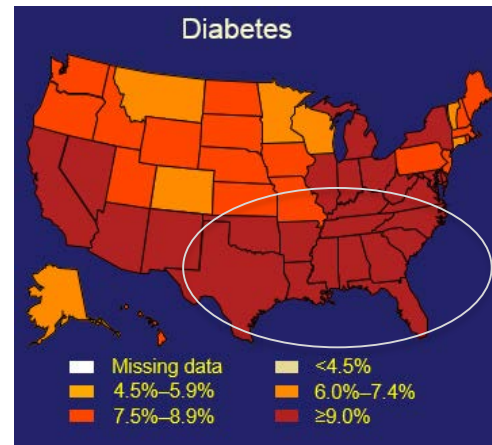 Diabetes
Missing data <4.5%
4.5%–5.9% 6.0%–7.4%
7.5%–8.9% ≥9.0%